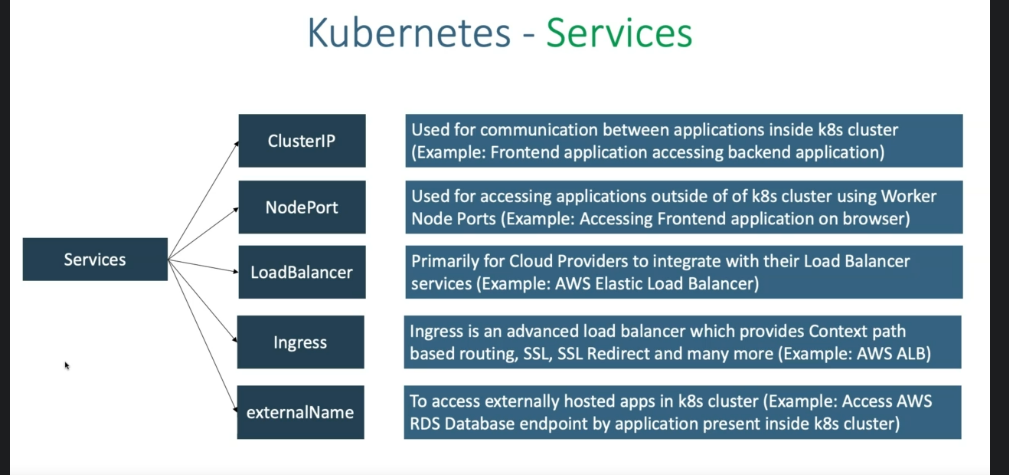 Kubernetes - Services
Services
ClusterIP
Used for communication between applications inside k8s cluster
(Example: Frontend application accessing backend application)
NodePort
Used for accessing applications outside of of k8s cluster using Worker
Node Ports (Example: Accessing Frontend application on browser)
LoadBalancer
Primarily for Cloud Providers to integrate with their Load Balancer
services (Example: AWS Elastic Load Balancer)
Ingress
Ingress is an advanced load balancer which provides Context path
based routing, SSL, SSL Redirect and many more (Example: AWS ALB)
externalName
To access externally hosted apps in k8s cluster (Example: Access AWS
RDS Database endpoint by application present inside k8s cluster)